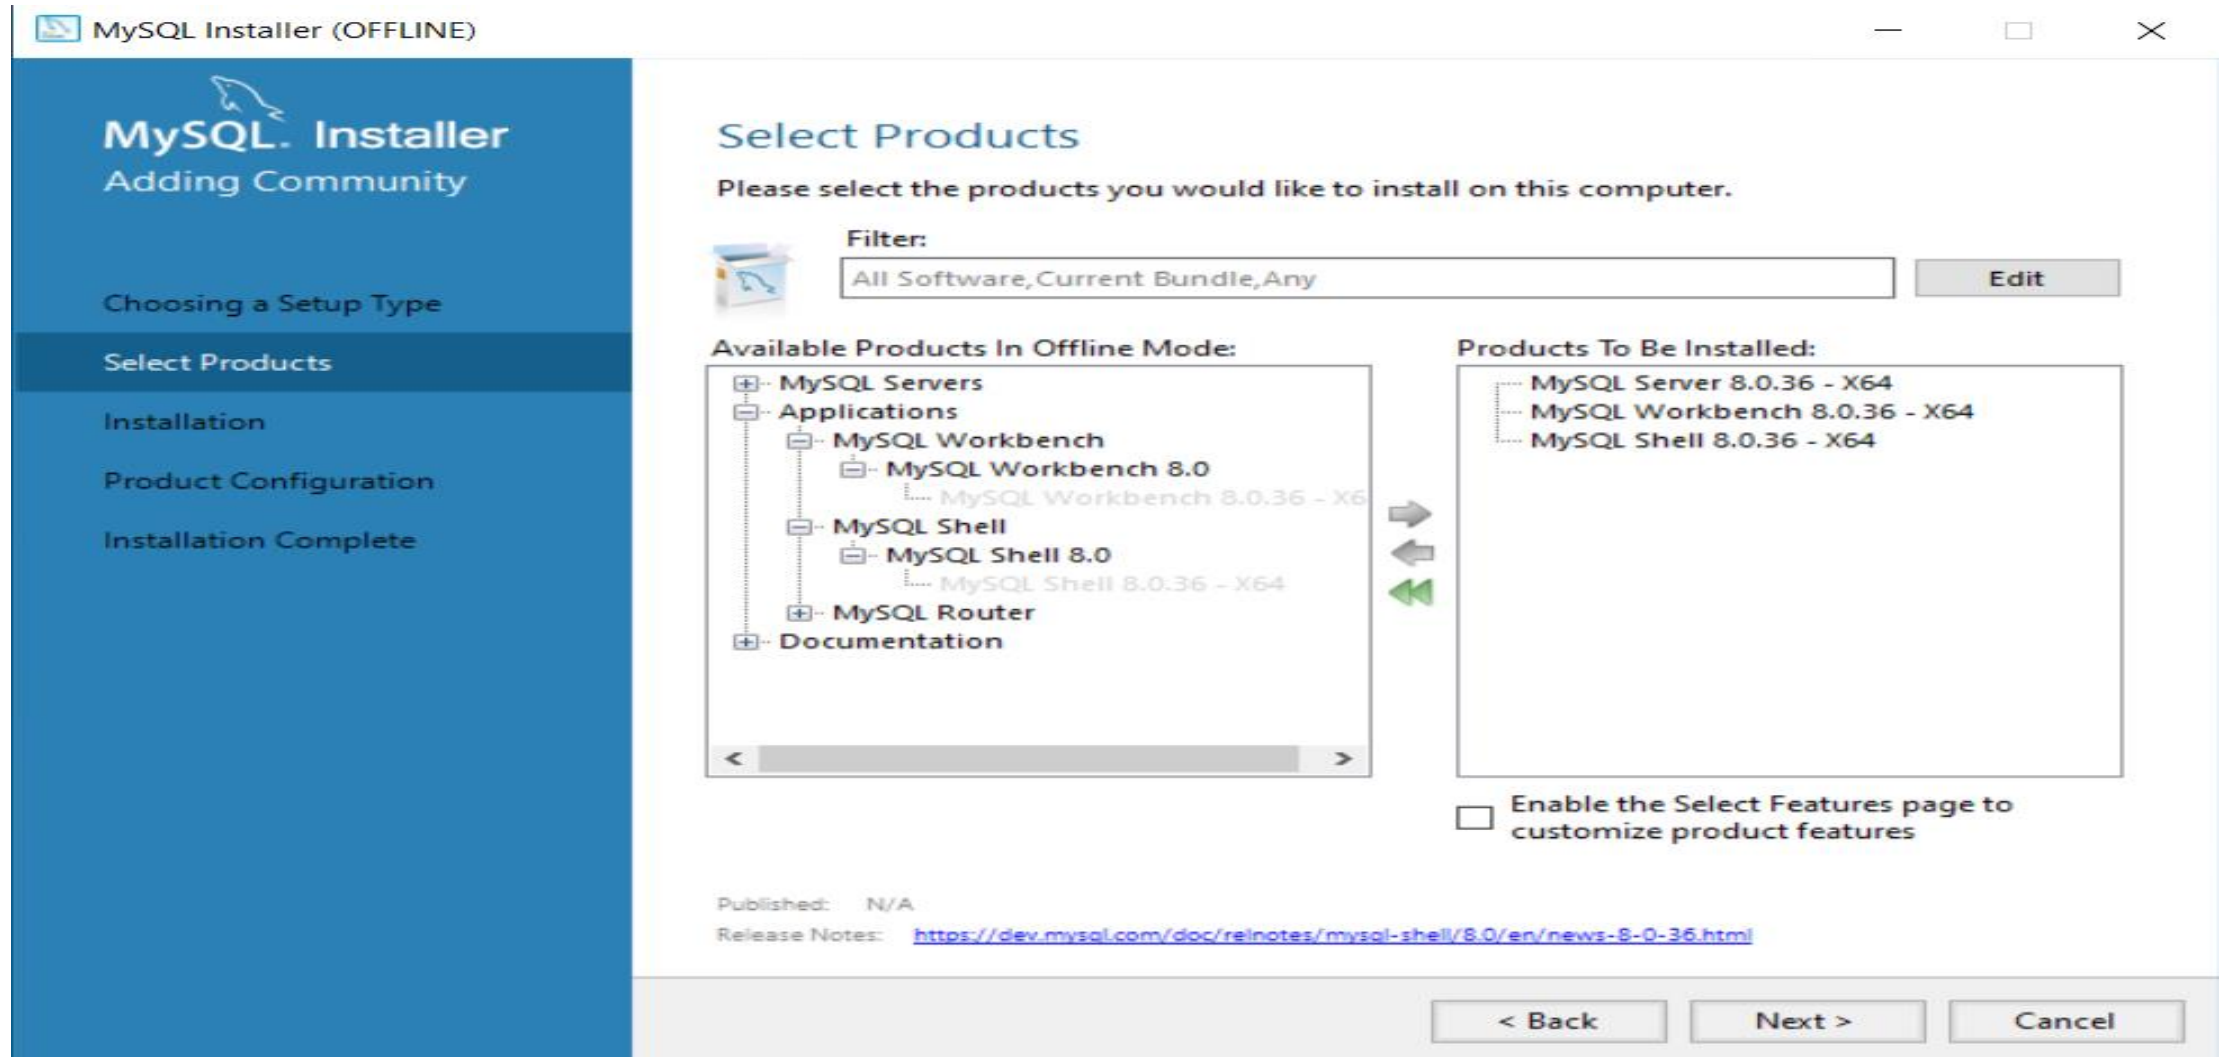 MySQL Installer (OFFLINE)
MySQL. Installer
Adding Community
Choosing a Setup Type
Select Products
Installation
Product Configuration
Installation Complete
Select Products
Please select the products you would like to install on this computer.
Filter:
All Software,Current Bundle,Any
Edit
Available Products In Offline Mode:
MySQL Servers
Applications
MySQL Workbench
MySQL Workbench 8.0
MySQL Workbench 8.0.36 - X6
MySQL Shell
MySQL Shell 8.0
MySQL Shell 8.0.36 - X64
MySQL Router
Documentation
Products To Be Installed:
MySQL Server 8.0.36 - X64
MySQL Workbench 8.0.36 - X64
MySQL Shell 8.0.36 - X64
Enable the Select Features page to
customize product features
Published: N/A
Release Notes: https://dev.mysql.com/doc/relnotes/mysql-shell/8.0/en/news-8-0-36.html
< Back
Next >
Cancel